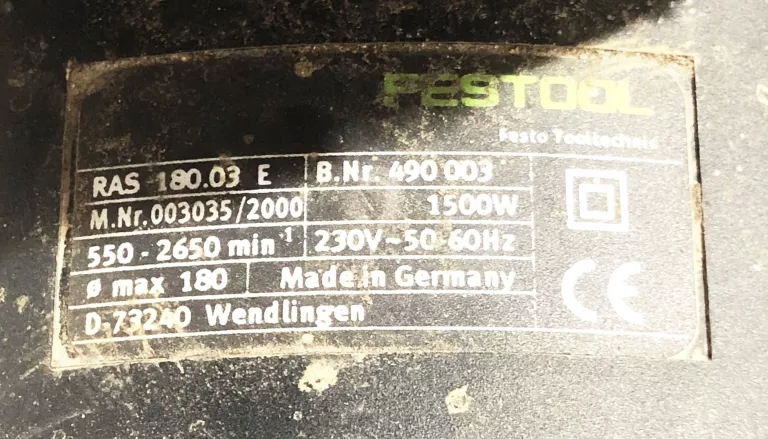 FESTOOL
Festo Tooltechnic
RAS 180.03 E B.Nr. 490 003
M.Nr.003035/2000 1500W
550 - 2650 min⁻¹ 230V~50-60Hz
ø max 180 Made in Germany
D-73240 Wendlingen
CE